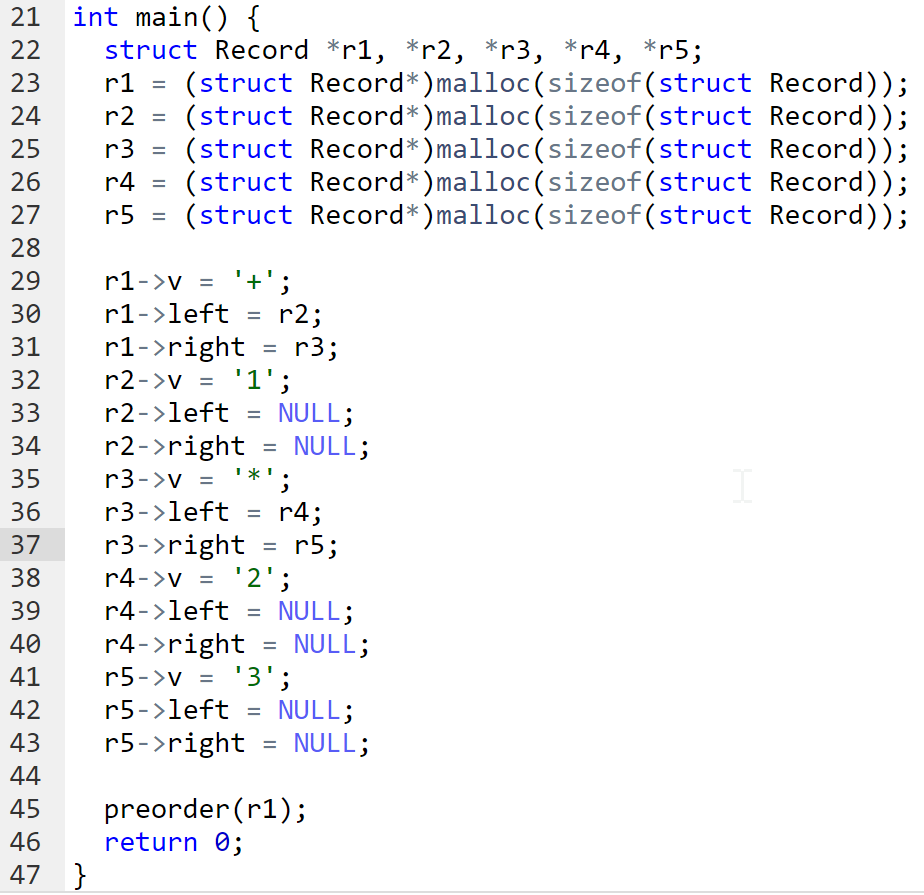 21 int main() {
22   struct Record *r1, *r2, *r3, *r4, *r5;
23   r1 = (struct Record*)malloc(sizeof(struct Record));
24   r2 = (struct Record*)malloc(sizeof(struct Record));
25   r3 = (struct Record*)malloc(sizeof(struct Record));
26   r4 = (struct Record*)malloc(sizeof(struct Record));
27   r5 = (struct Record*)malloc(sizeof(struct Record));
28
29   r1->v = '+';
30   r1->left = r2;
31   r1->right = r3;
32   r2->v = '1';
33   r2->left = NULL;
34   r2->right = NULL;
35   r3->v = '*';
36   r3->left = r4;
37   r3->right = r5;
38   r4->v = '2';
39   r4->left = NULL;
40   r4->right = NULL;
41   r5->v = '3';
42   r5->left = NULL;
43   r5->right = NULL;
44
45   preorder(r1);
46   return 0;
47 }